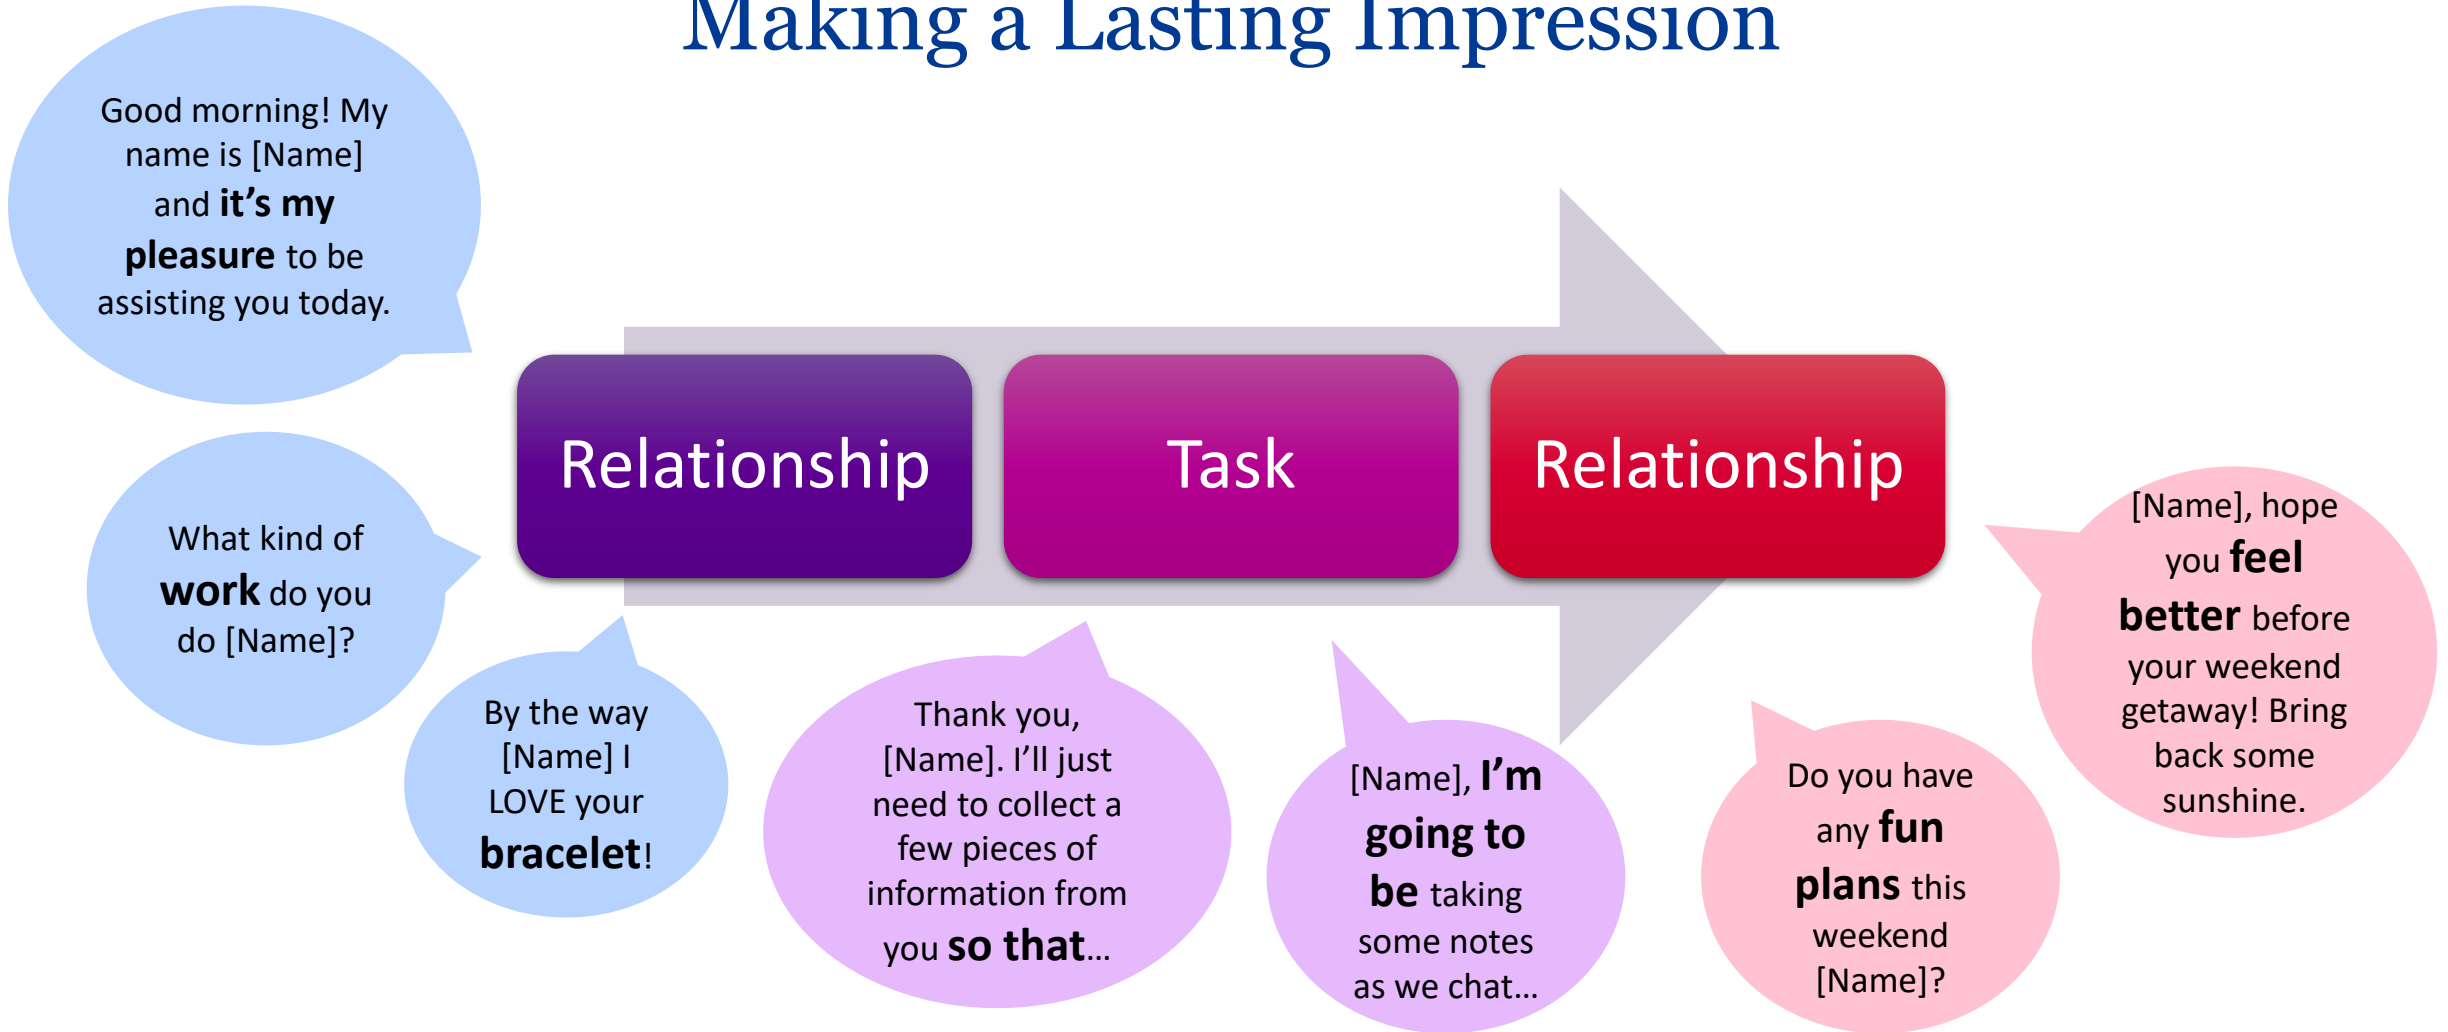 Making a Lasting Impression
Good morning! My
name is [Name]
and it’s my
pleasure to be
assisting you today.
Relationship
Task
Relationship
What kind of
work do you
do [Name]?
By the way
[Name] I
LOVE your
bracelet!
Thank you,
[Name]. I’ll just
need to collect a
few pieces of
information from
you so that…
[Name], I’m
going to
be taking
some notes
as we chat…
Do you have
any fun
plans this
weekend
[Name]?
[Name], hope
you feel
better before
your weekend
getaway! Bring
back some
sunshine.